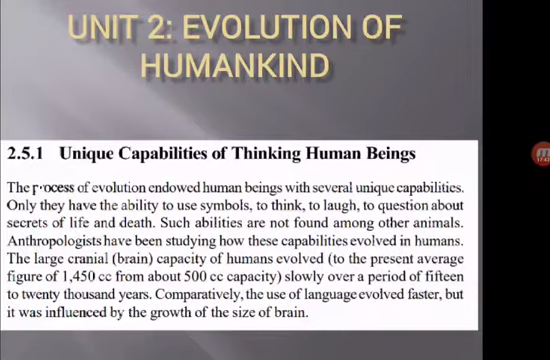 UNIT 2: EVOLUTION OF
HUMANKIND
2.5.1 Unique Capabilities of Thinking Human Beings
The process of evolution endowed human beings with several unique capabilities.
Only they have the ability to use symbols, to think, to laugh, to question about
secrets of life and death. Such abilities are not found among other animals.
Anthropologists have been studying how these capabilities evolved in humans.
The large cranial (brain) capacity of humans evolved (to the present average
figure of 1,450 cc from about 500 cc capacity) slowly over a period of fifteen
to twenty thousand years. Comparatively, the use of language evolved faster, but
it was influenced by the growth of the size of brain.